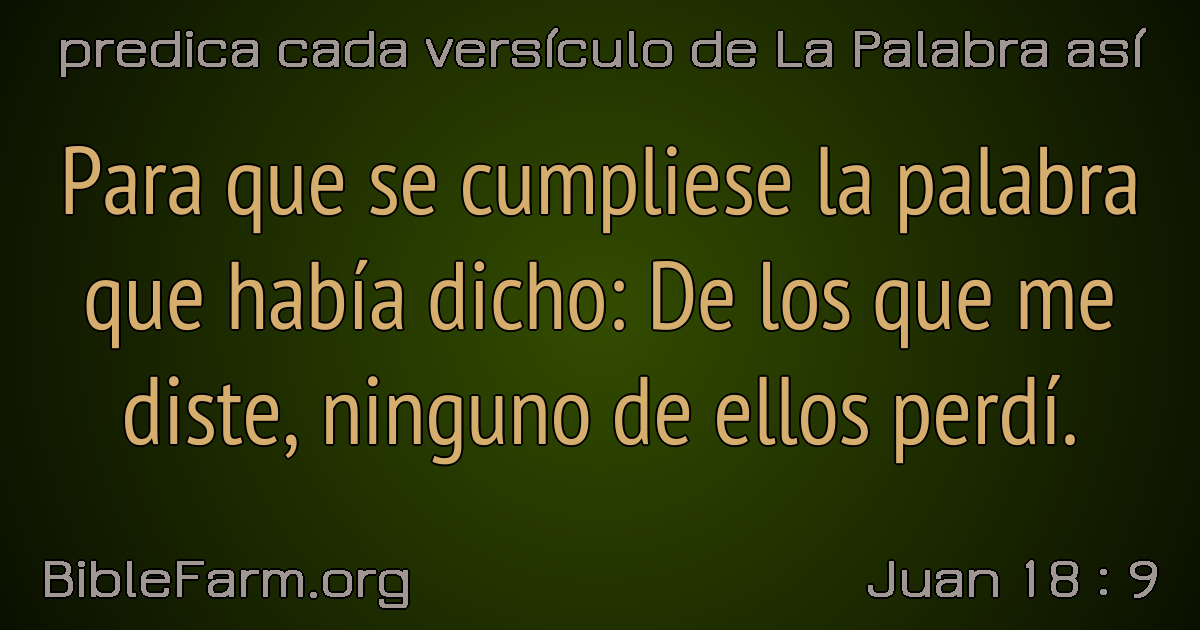 predica cada versículo de La Palabra así
Para que se cumpliese la palabra
que había dicho: De los que me
diste, ninguno de ellos perdí.
BibleFarm.org
Juan 18 : 9